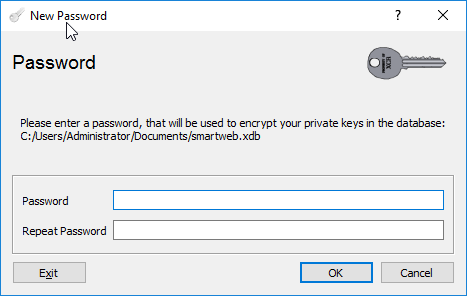 New Password
Password
Please enter a password, that will be used to encrypt your private keys in the database:
C:/Users/Administrator/Documents/smartweb.xdb
Password
Repeat Password
Exit
OK
Cancel